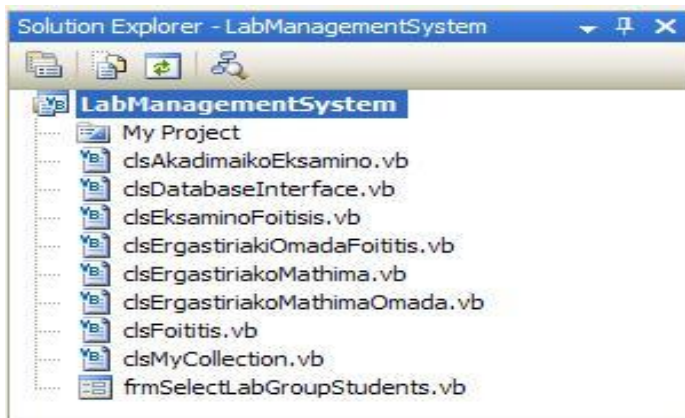 Solution Explorer - LabManagementSystem
LabManagementSystem
My Project
clsAkadimaikoEksamino.vb
clsDatabaseInterface.vb
clsEksaminoFoitisis.vb
clsErgastiriakiOmadaFoititis.vb
clsErgastiriakoMathima.vb
clsErgastiriakoMathimaOmada.vb
clsFoititis.vb
clsMyCollection.vb
frmSelectLabGroupStudents.vb